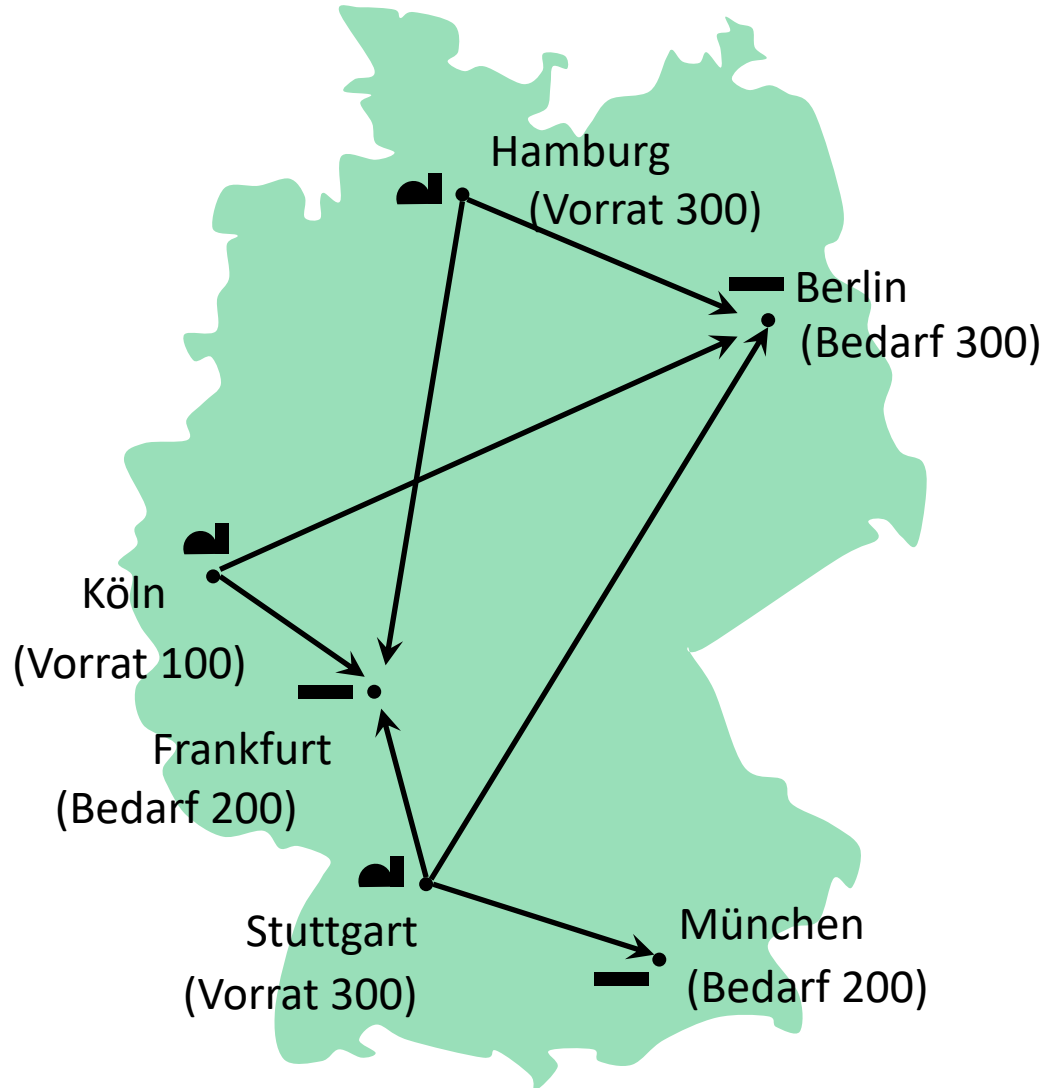 Hamburg
(Vorrat 300)
Berlin
(Bedarf 300)
Köln
(Vorrat 100)
Frankfurt
(Bedarf 200)
Stuttgart
(Vorrat 300)
München
(Bedarf 200)